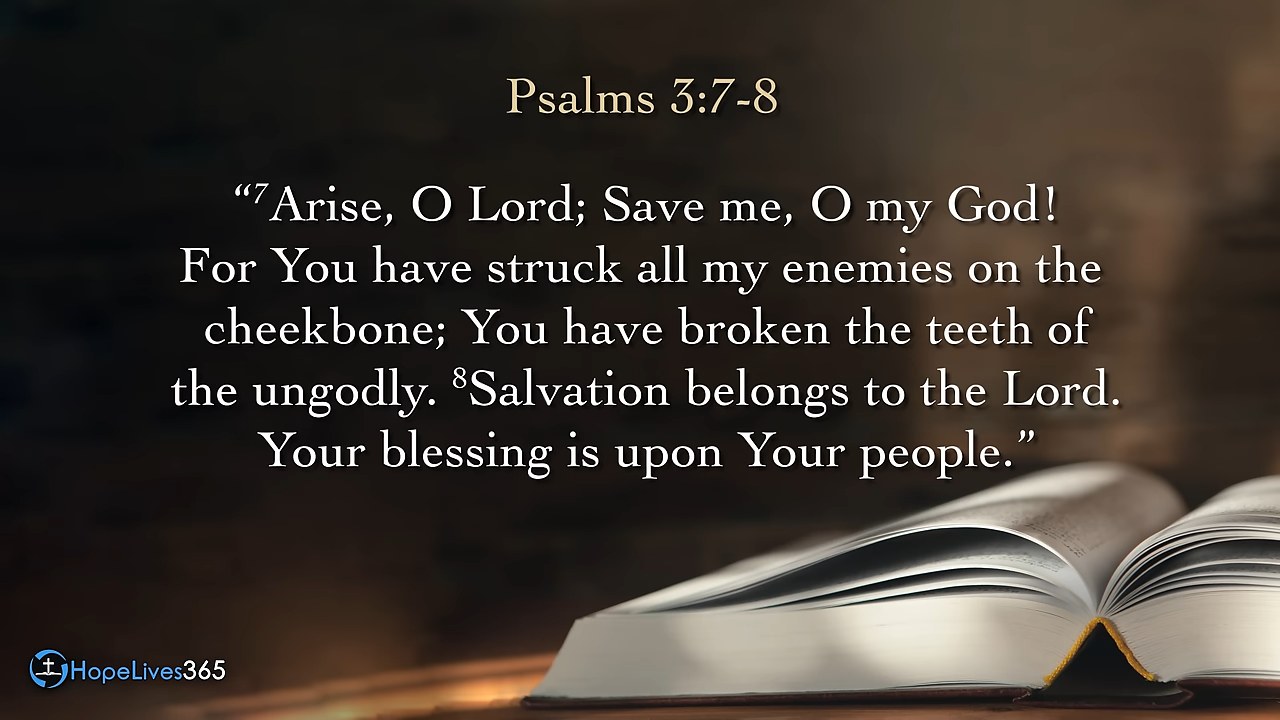 Psalms 3:7-8
“⁷Arise, O Lord; Save me, O my God!
For You have struck all my enemies on the
cheekbone; You have broken the teeth of
the ungodly. ⁸Salvation belongs to the Lord.
Your blessing is upon Your people.”
HopeLives365